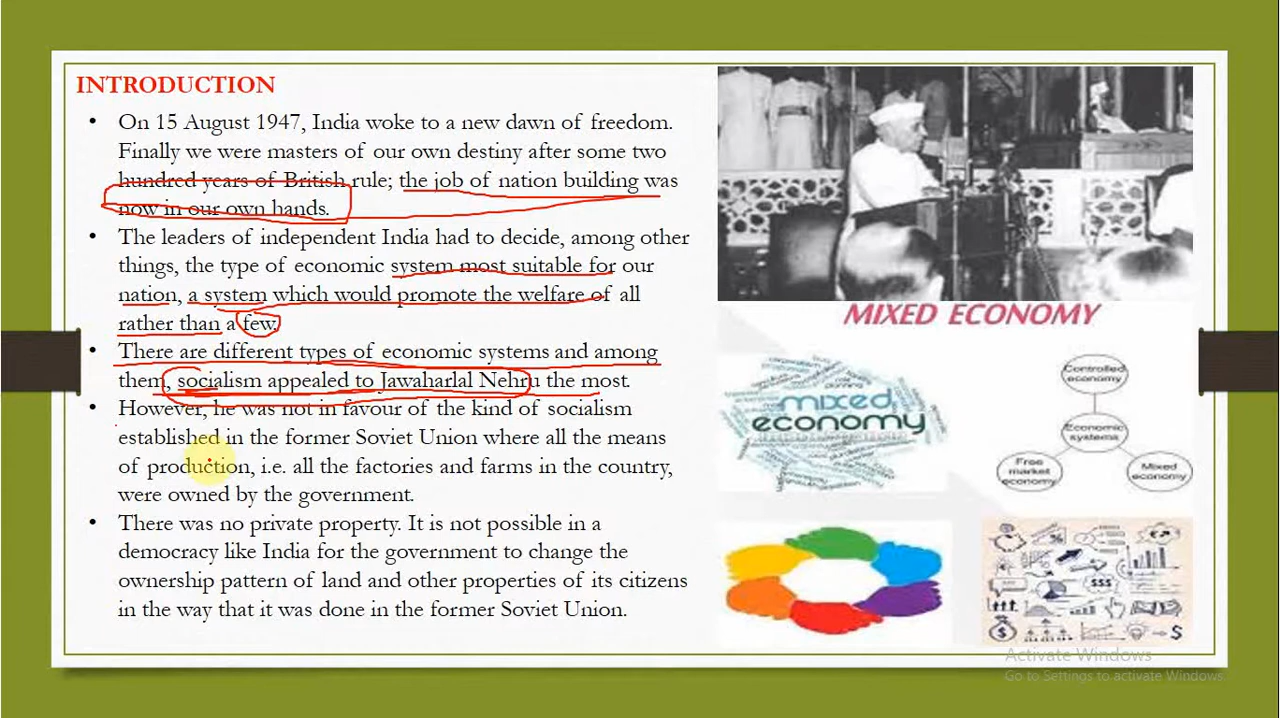 INTRODUCTION
• On 15 August 1947, India woke to a new dawn of freedom.
Finally we were masters of our own destiny after some two
hundred years of British rule; the job of nation building was
now in our own hands.
• The leaders of independent India had to decide, among other
things, the type of economic system most suitable for our
nation, a system which would promote the welfare of all
rather than a few.
• There are different types of economic systems and among
them, socialism appealed to Jawaharlal Nehru the most.
• However, he was not in favour of the kind of socialism
established in the former Soviet Union where all the means
of production, i.e. all the factories and farms in the country,
were owned by the government.
• There was no private property. It is not possible in a
democracy like India for the government to change the
ownership pattern of land and other properties of its citizens
in the way that it was done in the former Soviet Union.
MIXED ECONOMY
mixed
economy
Controlled
economy
Economic
systems
Free
market
economy
Mixed
economy
$$$
$
$
Activate Windows
Go to Settings to activate Windows.